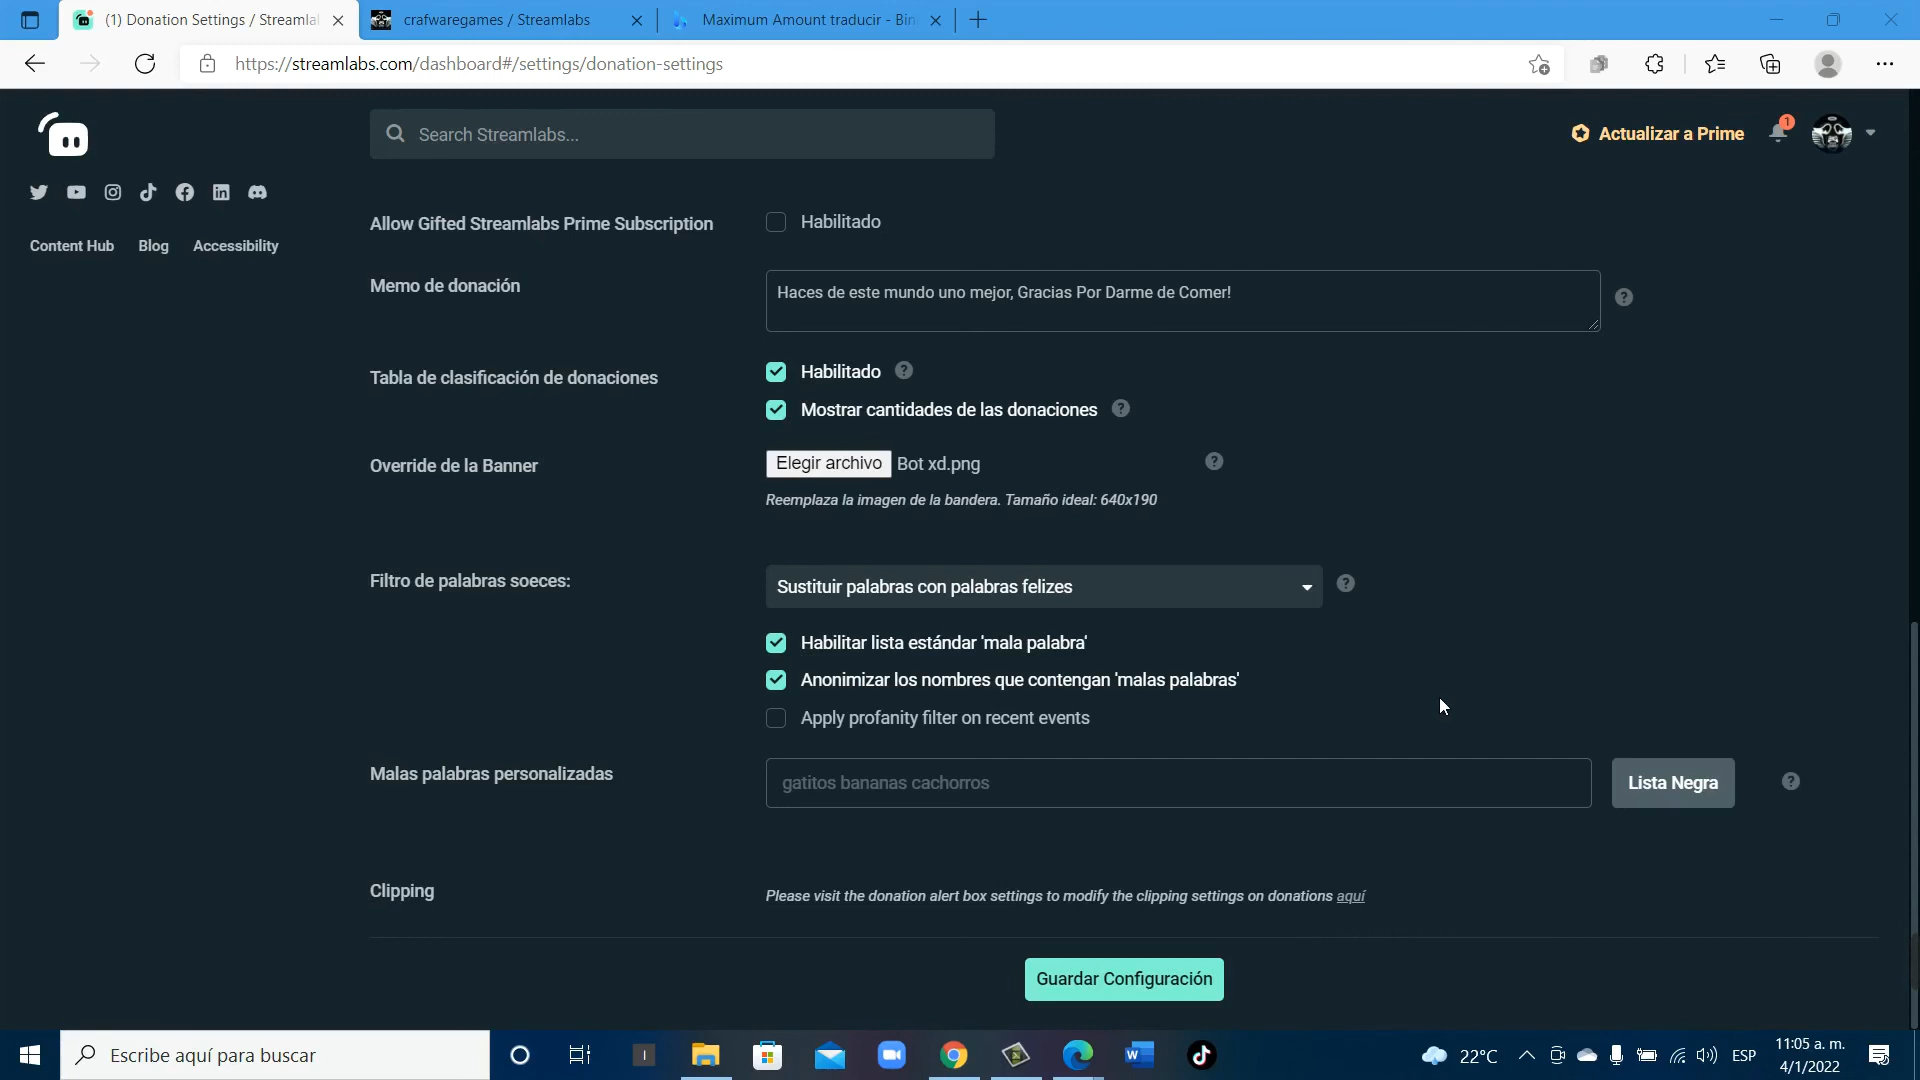 (1) Donation Settings / Streamlal
crafwaregames / Streamlabs
Maximum Amount traducir - Bin
https://streamlabs.com/dashboard#/settings/donation-settings
Search Streamlabs...
Actualizar a Prime
1
Content Hub
Blog
Accessibility
Allow Gifted Streamlabs Prime Subscription
Habilitado
Memo de donación
Haces de este mundo uno mejor, Gracias Por Darme de Comer!
?
Tabla de clasificación de donaciones
Habilitado
?
Mostrar cantidades de las donaciones
?
Override de la Banner
Elegir archivo
Bot xd.png
?
Reemplaza la imagen de la bandera. Tamaño ideal: 640x190
Filtro de palabras soeces:
Sustituir palabras con palabras felizes
?
Habilitar lista estándar 'mala palabra'
Anonimizar los nombres que contengan 'malas palabras'
Apply profanity filter on recent events
Malas palabras personalizadas
gatitos bananas cachorros
Lista Negra
?
Clipping
Please visit the donation alert box settings to modify the clipping settings on donations aquí
Guardar Configuración
Escribe aquí para buscar
22°C
ESP
11:05 a. m.
4/1/2022